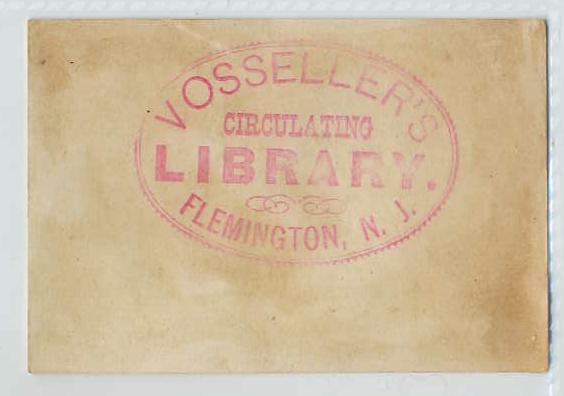 VOSSELLER'S
CIRCULATING
LIBRARY.
FLEMINGTON, N. J.